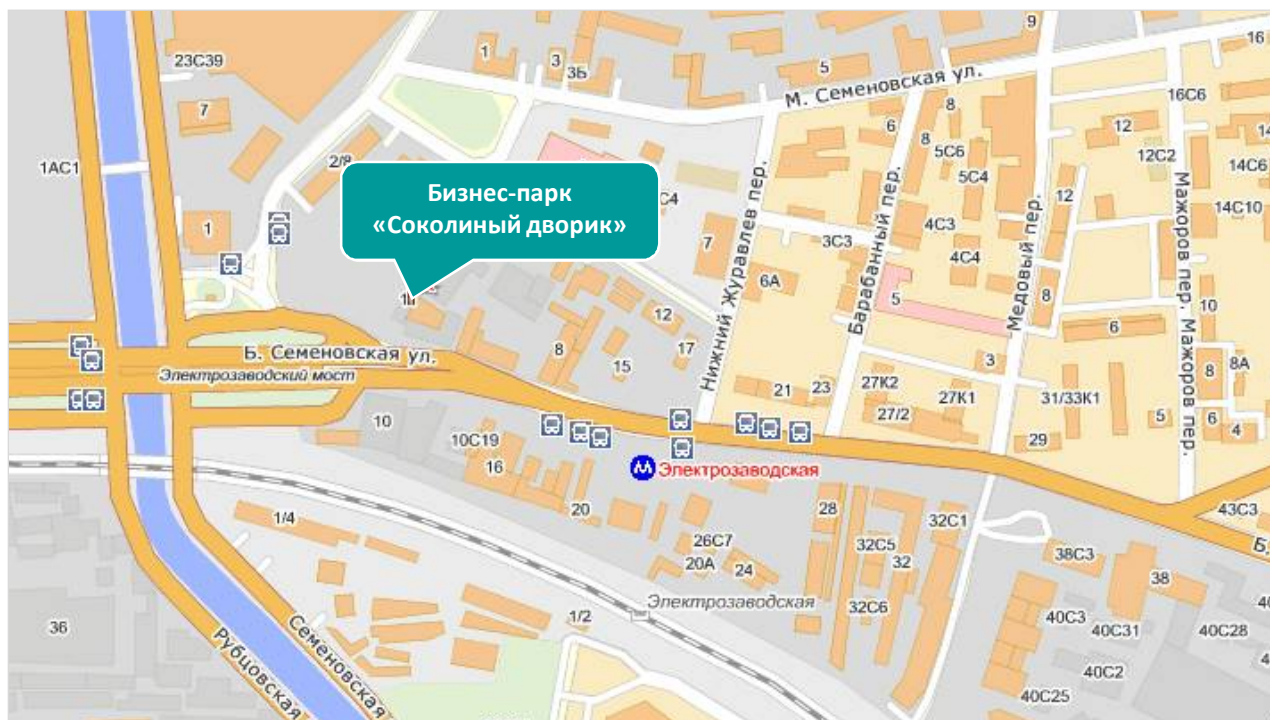 Бизнес-парк
«Соколиный дворик»
М. Семеновская ул.
Б. Семеновская ул.
Электрозаводский мост
Нижний Журавлев пер.
Барабанный пер.
Медовый пер.
Мажоров пер.
Мажоров пер.
Электрозаводская
Электрозаводская
Рубцовская
Семеновская
Б.
23С39
7
1АС1
2/8
1
1
3
3Б
5
9
16
16С6
6
8
8
5С6
5С4
12
12С2
14
14С6
12
14С10
С4
7
3С3
4С3
4С4
6А
5
8
10
6
12
17
15
8
21
23
27К2
27/2
27К1
3
31/33К1
29
5
8
8А
6
4
10
10С19
16
20
1/4
1/2
36
26С7
20А
24
28
32С5
32
32С6
32С1
38С3
38
40С3
40С31
40С2
40С25
40С28
43С3